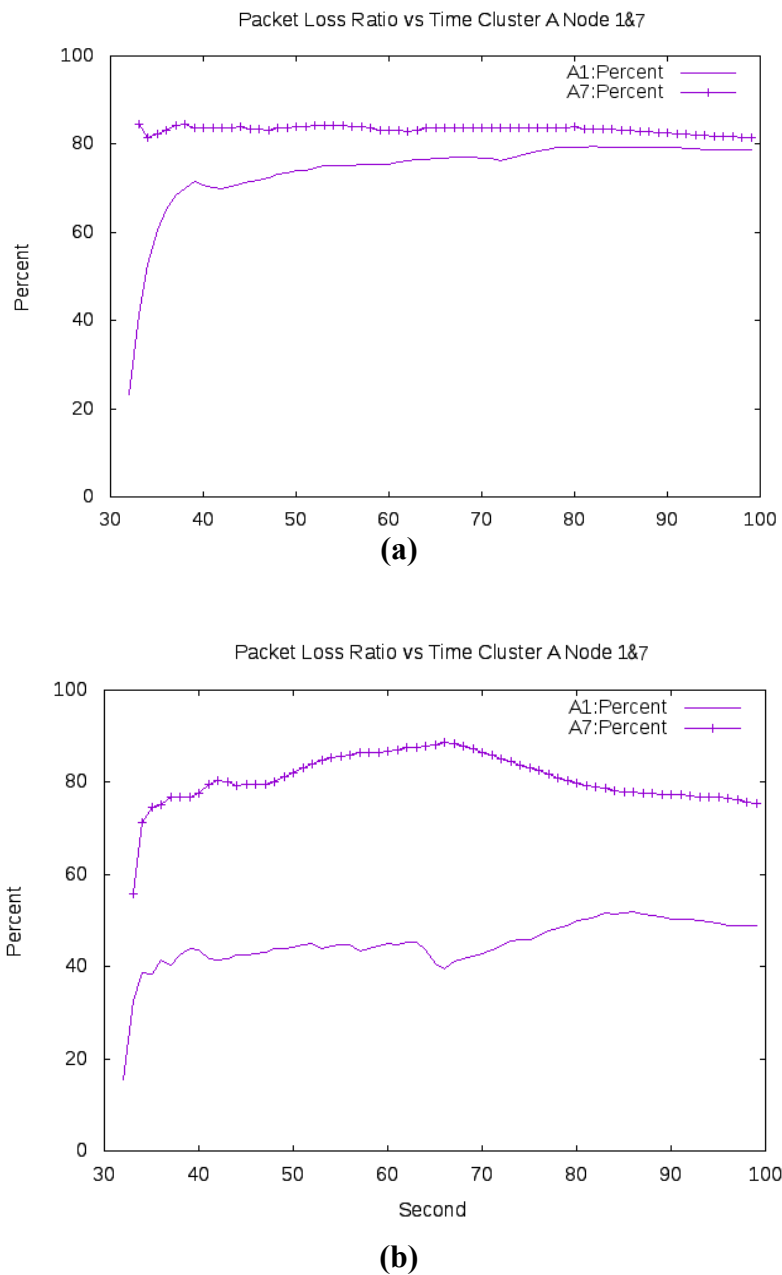 Packet Loss Ratio vs Time Cluster A Node 1&7
100
80
60
40
20
0
Percent
A1:Percent
A7:Percent
30 40 50 60 70 80 90 100
(a)
Packet Loss Ratio vs Time Cluster A Node 1&7
100
80
60
40
20
0
Percent
A1:Percent
A7:Percent
30 40 50 60 70 80 90 100
Second
(b)